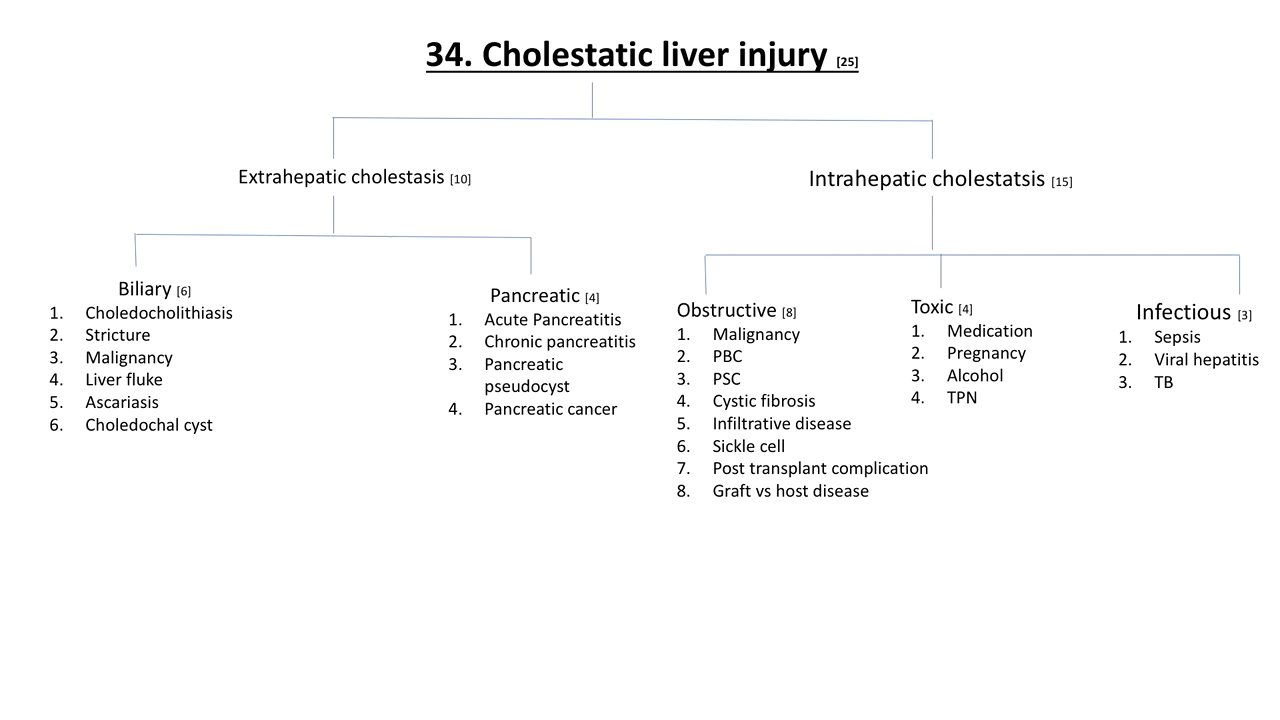 34. Cholestatic liver injury [25]
Extrahepatic cholestasis [10]
Intrahepatic cholestatsis [15]
Biliary [6]
1. Choledocholithiasis
2. Stricture
3. Malignancy
4. Liver fluke
5. Ascariasis
6. Choledochal cyst
Pancreatic [4]
1. Acute Pancreatitis
2. Chronic pancreatitis
3. Pancreatic
pseudocyst
4. Pancreatic cancer
Obstructive [8]
1. Malignancy
2. PBC
3. PSC
4. Cystic fibrosis
5. Infiltrative disease
6. Sickle cell
7. Post transplant complication
8. Graft vs host disease
Toxic [4]
1. Medication
2. Pregnancy
3. Alcohol
4. TPN
Infectious [3]
1. Sepsis
2. Viral hepatitis
3. TB